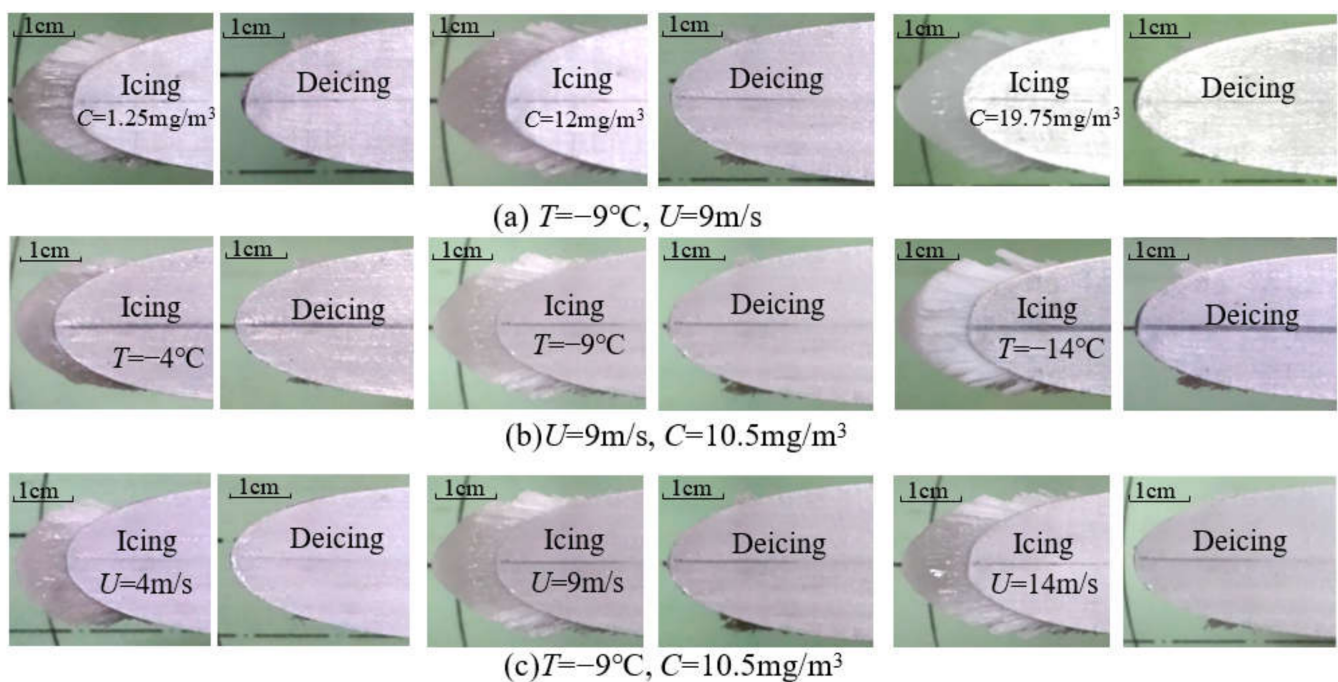 1cm 1cm 1cm 1cm 1cm 1cm
Icing Deicing Icing Deicing Icing Deicing
C=1.25mg/m³ C=12mg/m³ C=19.75mg/m³
(a) T=−9℃, U=9m/s
1cm 1cm 1cm 1cm 1cm 1cm
Icing Deicing Icing Deicing Icing Deicing
T=−4℃ T=−9℃ T=−14℃
(b)U=9m/s, C=10.5mg/m³
1cm 1cm 1cm 1cm 1cm 1cm
Icing Deicing Icing Deicing Icing Deicing
U=4m/s U=9m/s U=14m/s
(c)T=−9℃, C=10.5mg/m³